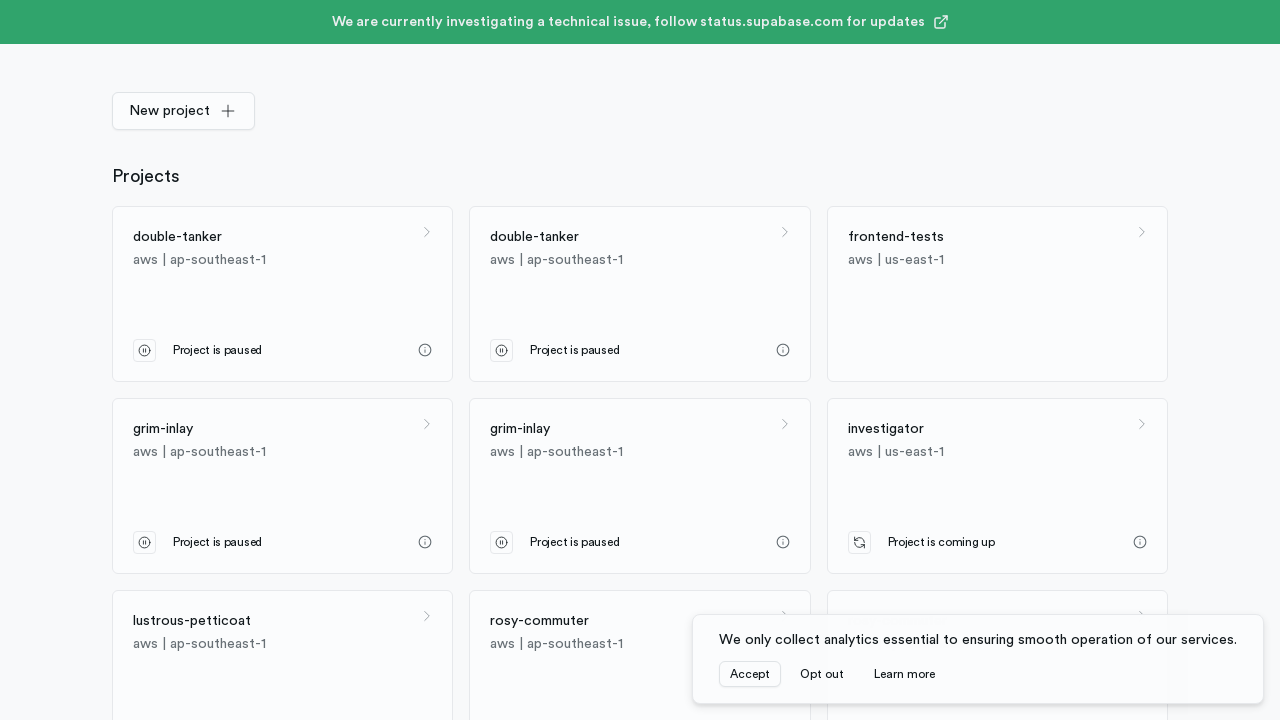 We are currently investigating a technical issue, follow status.supabase.com for updates
New project
Projects
double-tanker
aws | ap-southeast-1
Project is paused
double-tanker
aws | ap-southeast-1
Project is paused
frontend-tests
aws | us-east-1
grim-inlay
aws | ap-southeast-1
Project is paused
grim-inlay
aws | ap-southeast-1
Project is paused
investigator
aws | us-east-1
Project is coming up
lustrous-petticoat
aws | ap-southeast-1
rosy-commuter
aws | ap-southeast-1
We only collect analytics essential to ensuring smooth operation of our services.
Accept
Opt out
Learn more